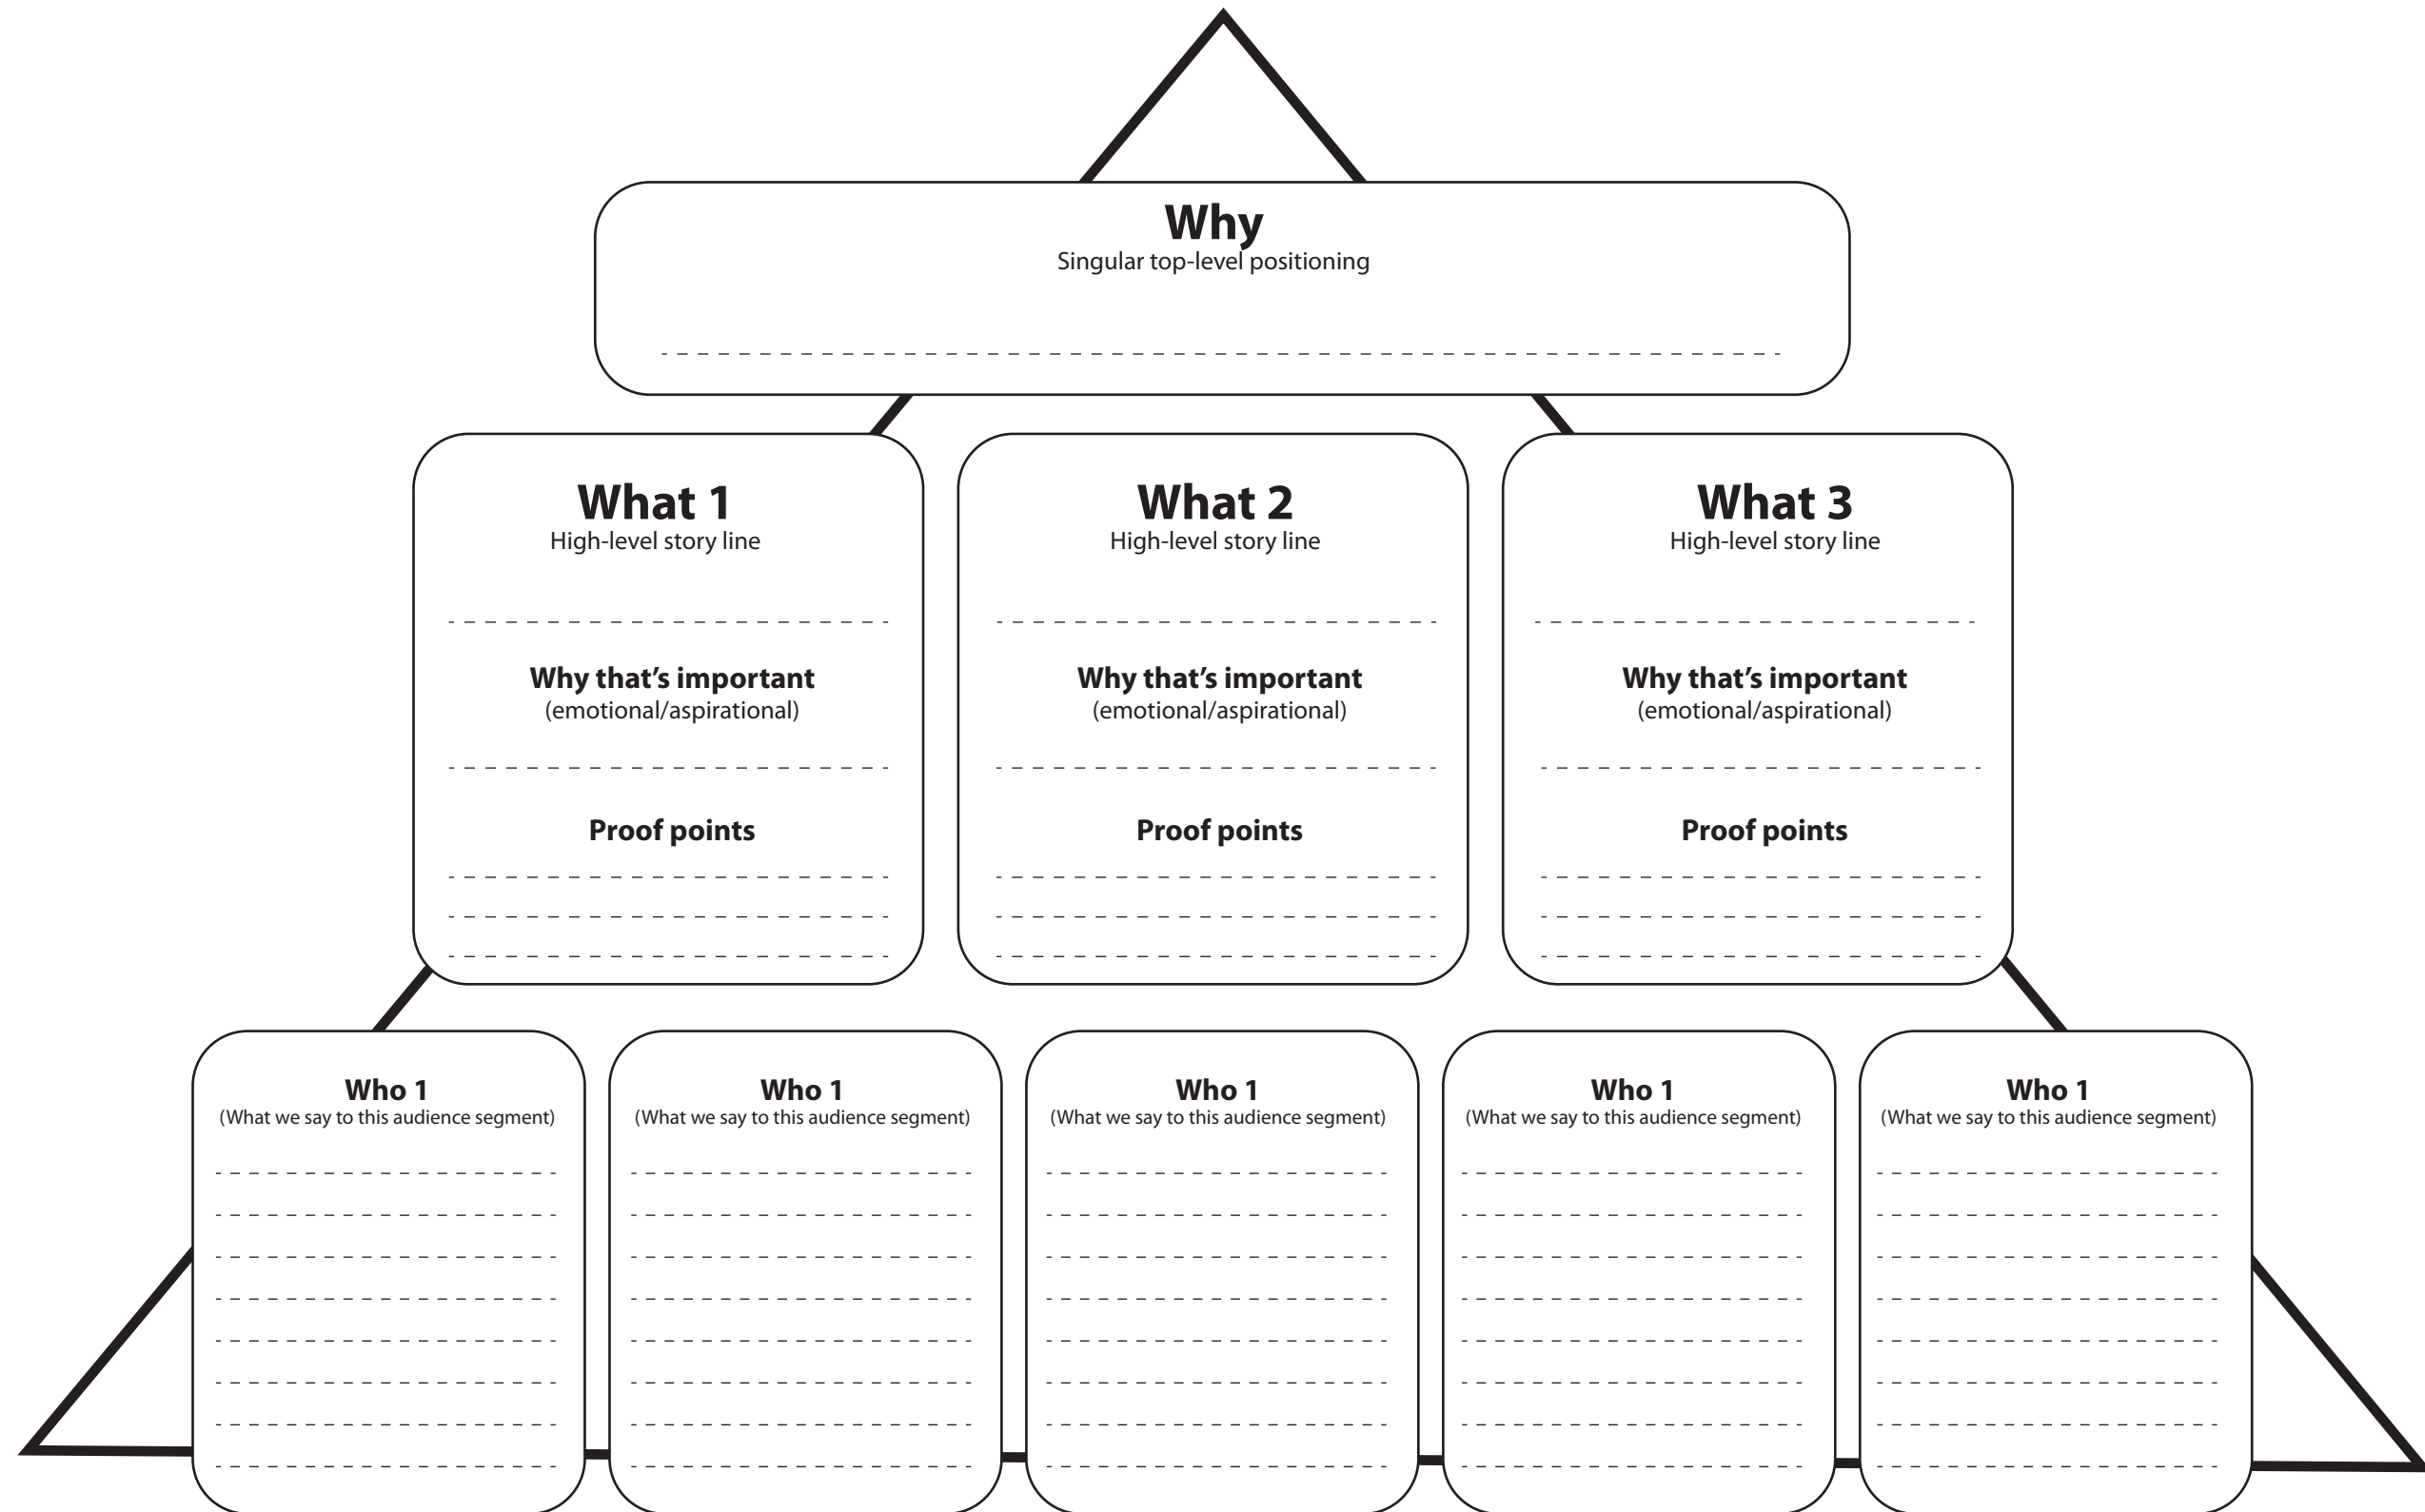 Why
Singular top-level positioning
What 1
High-level story line
Why that’s important
(emotional/aspirational)
Proof points
What 2
High-level story line
Why that’s important
(emotional/aspirational)
Proof points
What 3
High-level story line
Why that’s important
(emotional/aspirational)
Proof points
Who 1
(What we say to this audience segment)
Who 1
(What we say to this audience segment)
Who 1
(What we say to this audience segment)
Who 1
(What we say to this audience segment)
Who 1
(What we say to this audience segment)